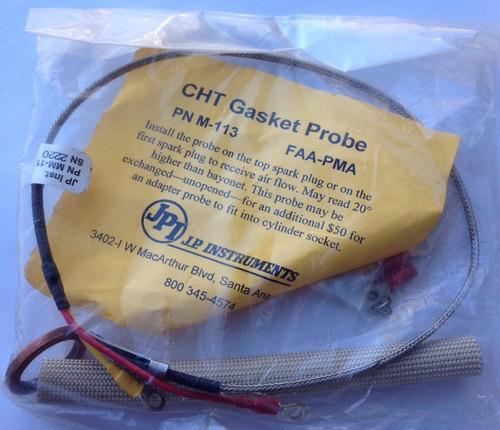 CHT Gasket Probe
PN M-113 FAA-PMA
Install the probe on the top spark plug or on the
first spark plug to receive air flow. May read 20°
higher than bayonet. This probe may be
exchanged—unopened—for an additional $50 for
an adapter probe to fit into cylinder socket.
JPI J.P. INSTRUMENTS
3402-I W MacArthur Blvd, Santa Ana
800 345-4574
JP Inst.
PN MM-11
SN 2220